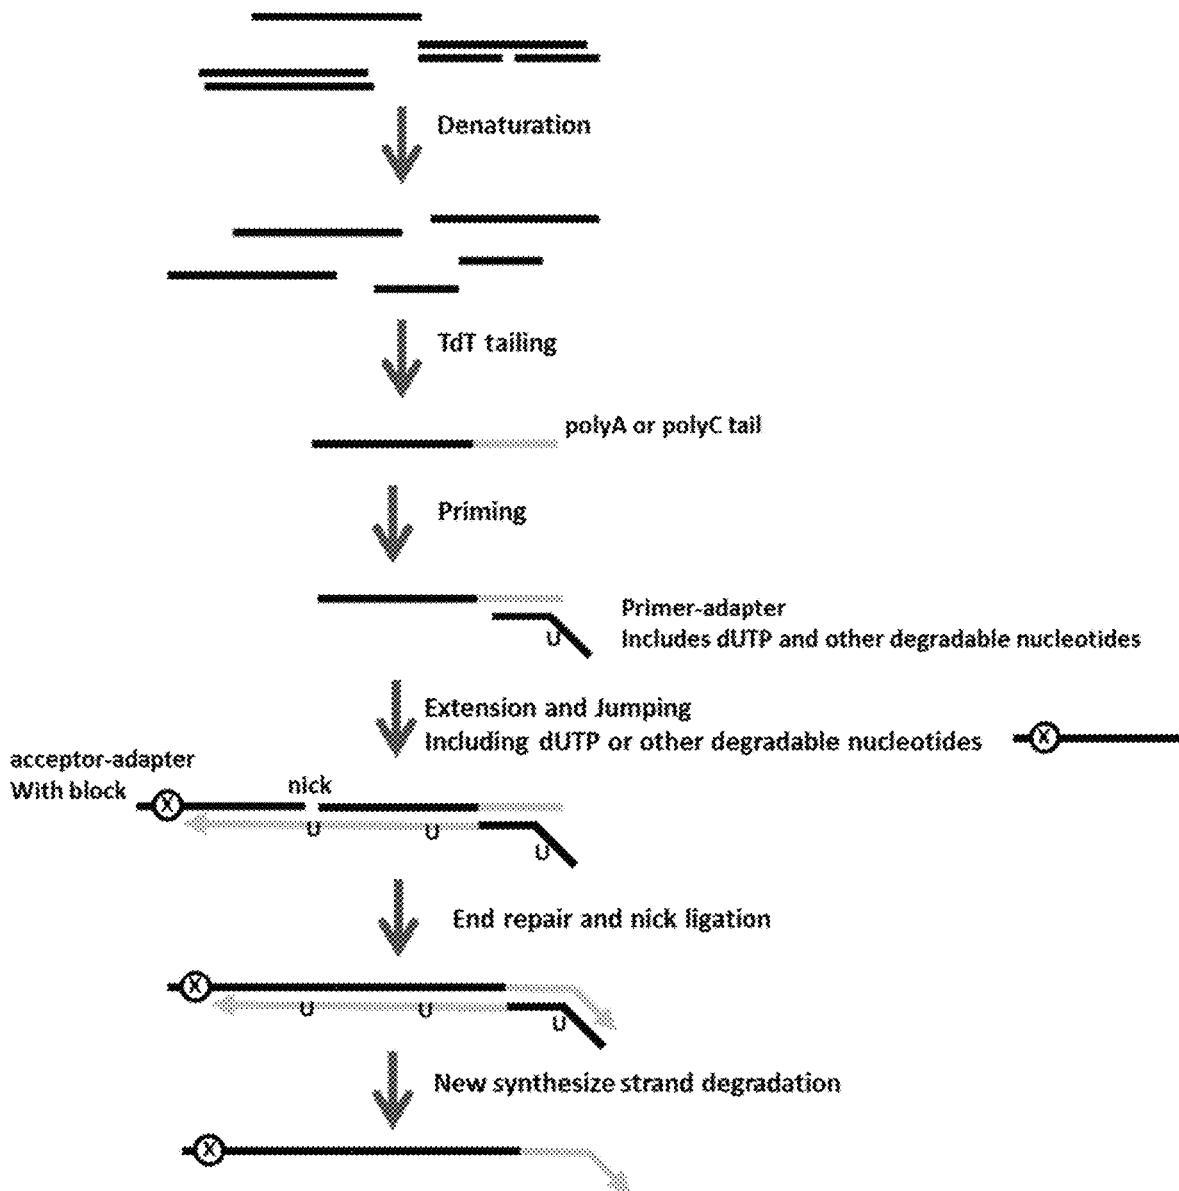 Denaturation
TdT tailing
polyA or polyC tail
Priming
Primer-adapter
U
Includes dUTP and other degradable nucleotides
Extension and Jumping
Including dUTP or other degradable nucleotides
X
acceptor-adapter
With block
nick
X
U
U
U
End repair and nick ligation
X
U
U
U
New synthesize strand degradation
X